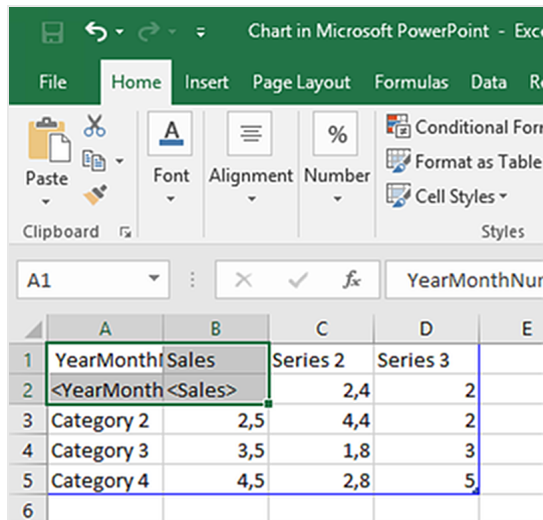 Chart in Microsoft PowerPoint - Exc
File Home Insert Page Layout Formulas Data R
Paste
Font
Alignment
Number
%
A
Conditional Forr
Format as Table
Cell Styles
Clipboard
Styles
A1 fx YearMonthNur
A B C D E
1 YearMonthN Sales Series 2 Series 3
2 <YearMonth <Sales> 2,4 2
3 Category 2 2,5 4,4 2
4 Category 3 3,5 1,8 3
5 Category 4 4,5 2,8 5
6